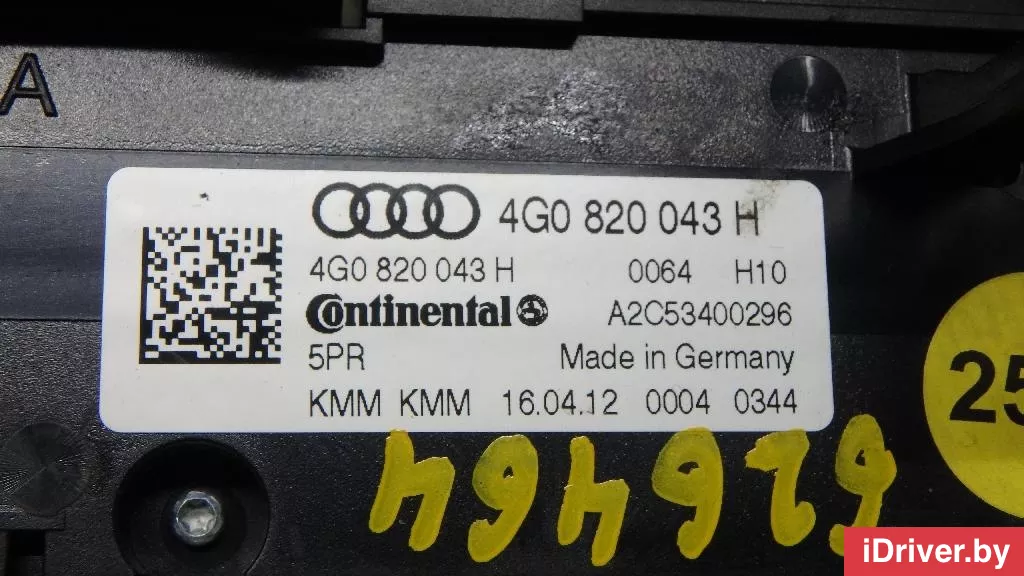 A
4G0 820 043 H
4G0 820 043 H 0064 H10
Continental A2C53400296
5PR Made in Germany
KMM KMM 16.04.12 0004 0344
25
iDriver.by